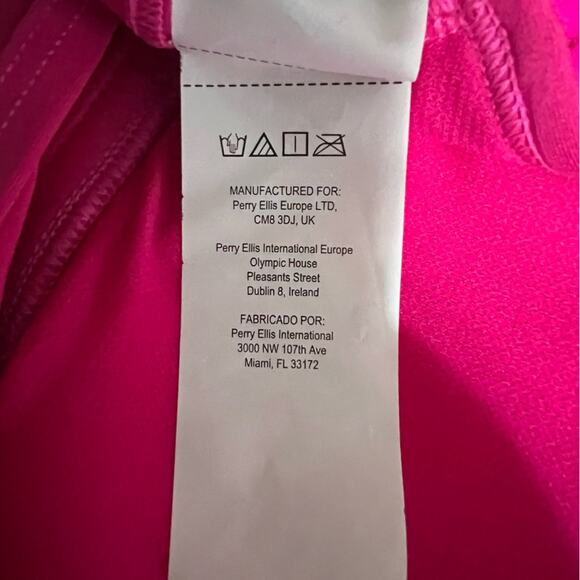 MANUFACTURED FOR:
Perry Ellis Europe LTD,
CM8 3DJ, UK
Perry Ellis International Europe
Olympic House
Pleasants Street
Dublin 8, Ireland
FABRICADO POR:
Perry Ellis International
3000 NW 107th Ave
Miami, FL 33172